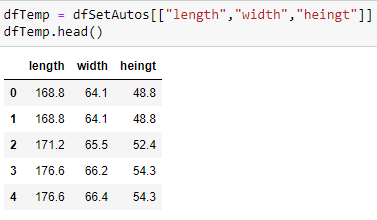 dfTemp = dfSetAutos[["length","width","heingt"]]
dfTemp.head()
length width heingt
0 168.8 64.1 48.8
1 168.8 64.1 48.8
2 171.2 65.5 52.4
3 176.6 66.2 54.3
4 176.6 66.4 54.3